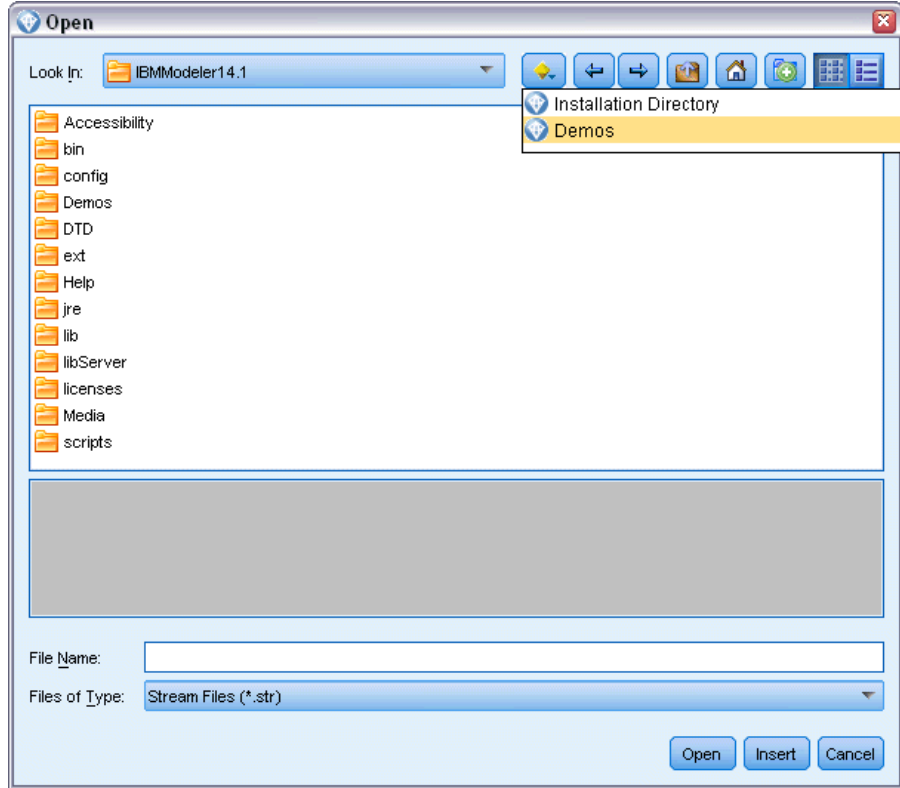 Open
Look In: IBMModeler14.1
Installation Directory
Demos
Accessibility
bin
config
Demos
DTD
ext
Help
jre
lib
libServer
licenses
Media
scripts
File Name:
Files of Type: Stream Files (*.str)
Open Insert Cancel